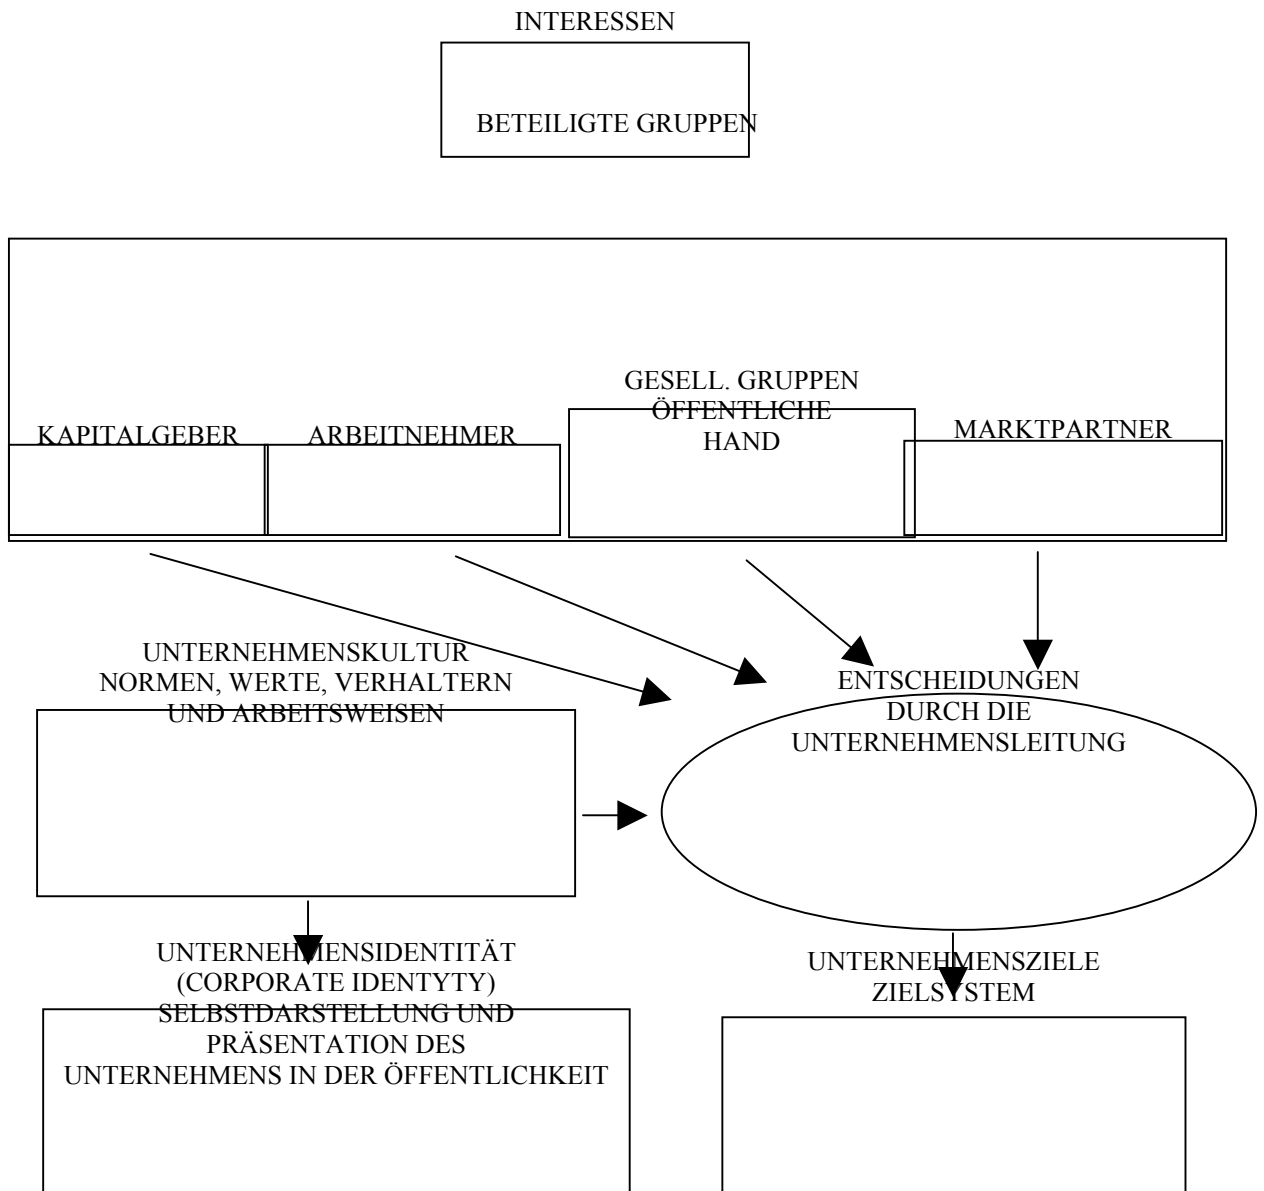 INTERESSEN
BETEILIGTE GRUPPEN
KAPITALGEBER
ARBEITNEHMER
GESELL. GRUPPEN
ÖFFENTLICHE
HAND
MARKTPARTNER
UNTERNEHMENSKULTUR
NORMEN, WERTE, VERHALTERN
UND ARBEITSWEISEN
ENTSCHEIDUNGEN
DURCH DIE
UNTERNEHMENSLEITUNG
UNTERNEHMENSIDENTITÄT
(CORPORATE IDENTYTY)
SELBSTDARSTELLUNG UND
PRÄSENTATION DES
UNTERNEHMENS IN DER ÖFFENTLICHKEIT
UNTERNEHMENSZIELE
ZIELSYSTEM